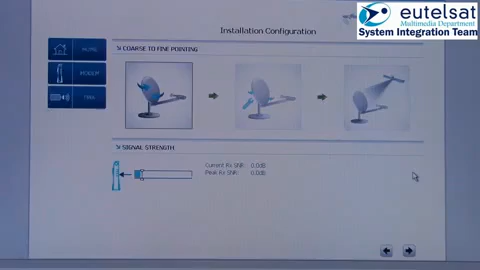 eutelsat
Multimedia Department
System Integration Team
Installation Configuration
HOME
MODEM
TRIA
COARSE TO FINE POINTING
SIGNAL STRENGTH
Current Rx SNR: 0.0dB
Peak Rx SNR: 0.0dB